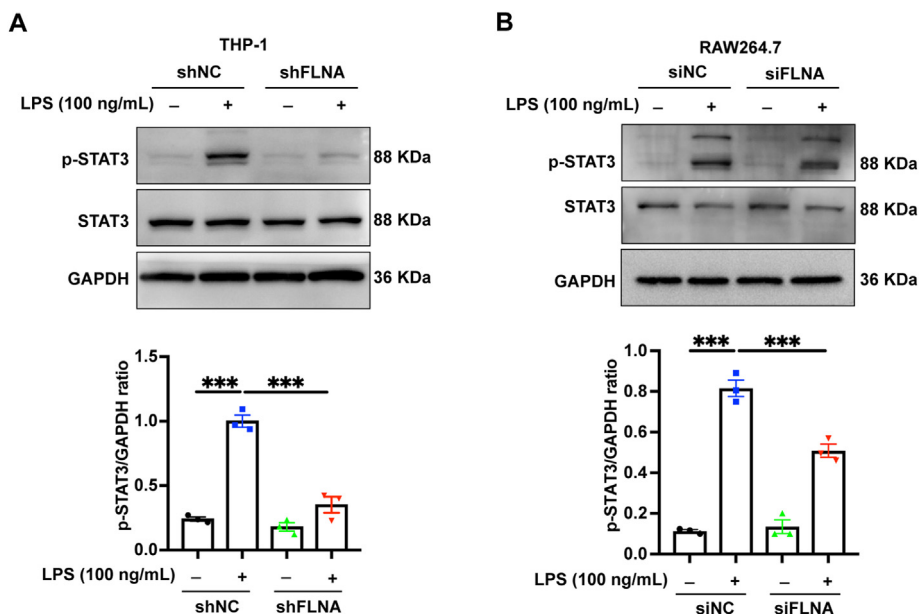 A
THP-1
shNC shFLNA
LPS (100 ng/mL) – + – +
p-STAT3 88 KDa
STAT3 88 KDa
GAPDH 36 KDa
p-STAT3/GAPDH ratio
1.5
1.0
0.5
0.0
*** ***
LPS (100 ng/mL) – + – +
shNC shFLNA
B
RAW264.7
siNC siFLNA
LPS (100 ng/mL) – + – +
p-STAT3 88 KDa
STAT3 88 KDa
GAPDH 36 KDa
p-STAT3/GAPDH ratio
1.0
0.8
0.6
0.4
0.2
0.0
*** ***
LPS (100 ng/mL) – + – +
siNC siFLNA